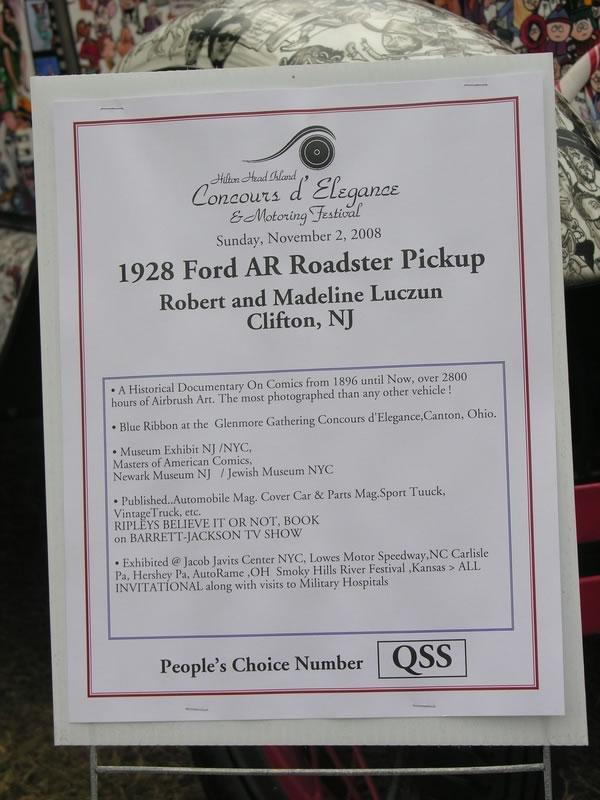 Hilton Head Island
Concours d'Elegance
& Motoring Festival
Sunday, November 2, 2008
1928 Ford AR Roadster Pickup
Robert and Madeline Luczun
Clifton, NJ
• A Historical Documentary On Comics from 1896 until Now, over 2800
hours of Airbrush Art. The most photographed than any other vehicle !
• Blue Ribbon at the Glenmore Gathering Concours d'Elegance,Canton, Ohio.
• Museum Exhibit NJ /NYC,
Masters of American Comics,
Newark Museum NJ / Jewish Museum NYC
• Published..Automobile Mag. Cover Car & Parts Mag.Sport Tuuck,
VintageTruck, etc.
RIPLEYS BELIEVE IT OR NOT, BOOK
on BARRETT-JACKSON TV SHOW
• Exhibited @ Jacob Javits Center NYC, Lowes Motor Speedway,NC Carlisle
Pa, Hershey Pa, AutoRame ,OH Smoky Hills River Festival ,Kansas > ALL
INVITATIONAL along with visits to Military Hospitals
People's Choice Number QSS